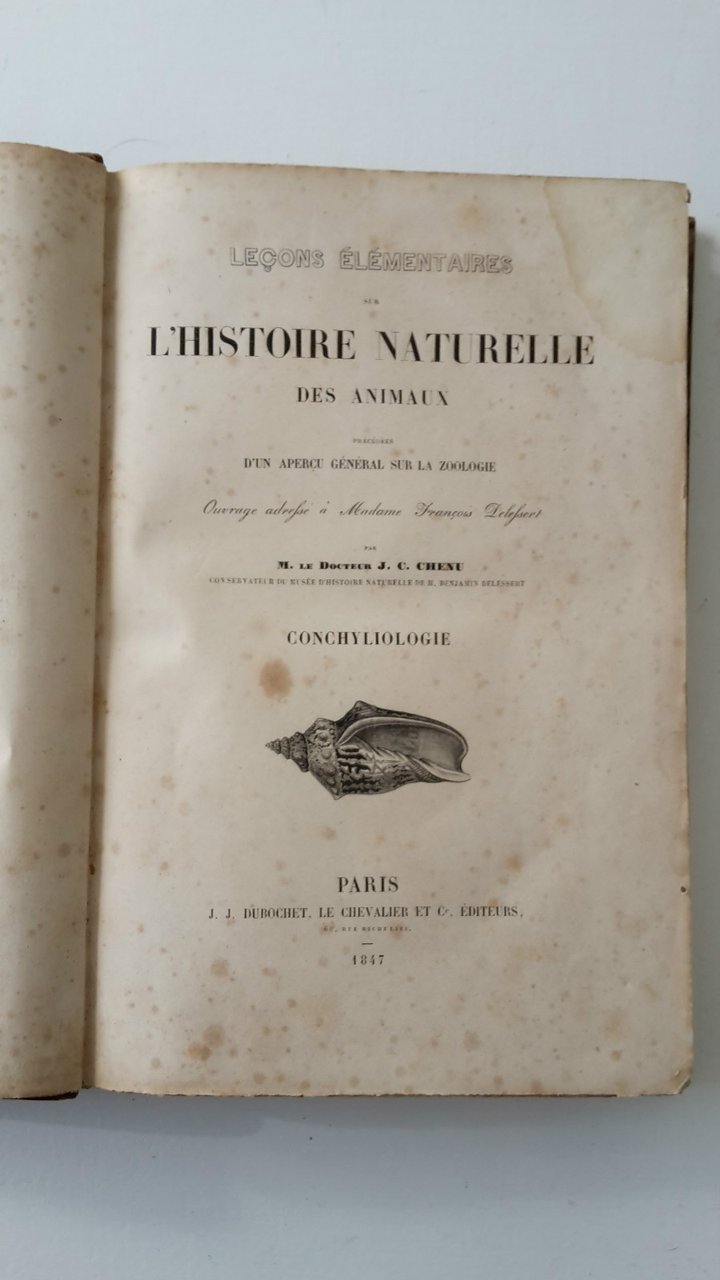 LEÇONS ÉLÉMENTAIRES
SUR
L'HISTOIRE NATURELLE
DES ANIMAUX
PRÉCÉDÉES
D'UN APERÇU GÉNÉRAL SUR LA ZOOLOGIE
Ouvrage adressé à Madame François Delessert
PAR
M. LE DOCTEUR J. C. CHENU
CONSERVATEUR DU MUSÉE D'HISTOIRE NATURELLE DE M. BENJAMIN DELESSERT
CONCHYLIOLOGIE
PARIS
J. J. DUBOCHET, LE CHEVALIER ET Cie, ÉDITEURS,
RUE RICHELIEU.
1847